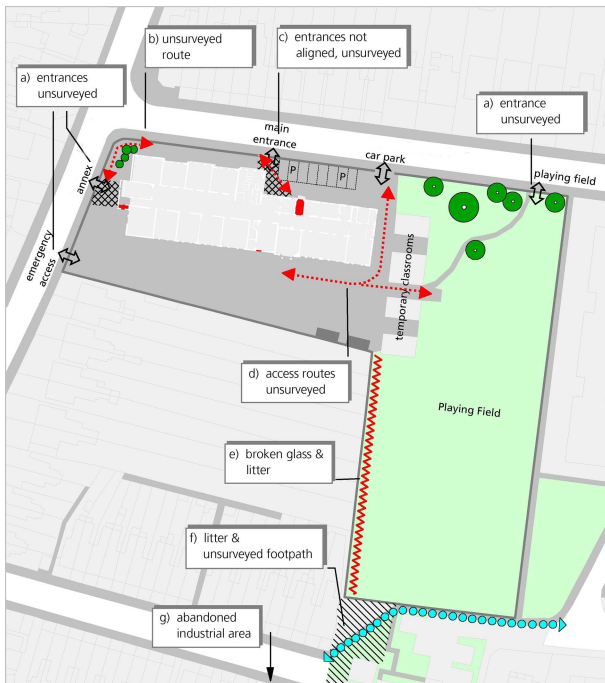 b) unsurveyed
route
c) entrances not
aligned, unsurveyed
a) entrances
unsurveyed
a) entrance
unsurveyed
main
entrance
car park
playing field
P
P
annex
emergency
access
temporary classrooms
d) access routes
unsurveyed
Playing Field
e) broken glass &
litter
f) litter &
unsurveyed footpath
g) abandoned
industrial area